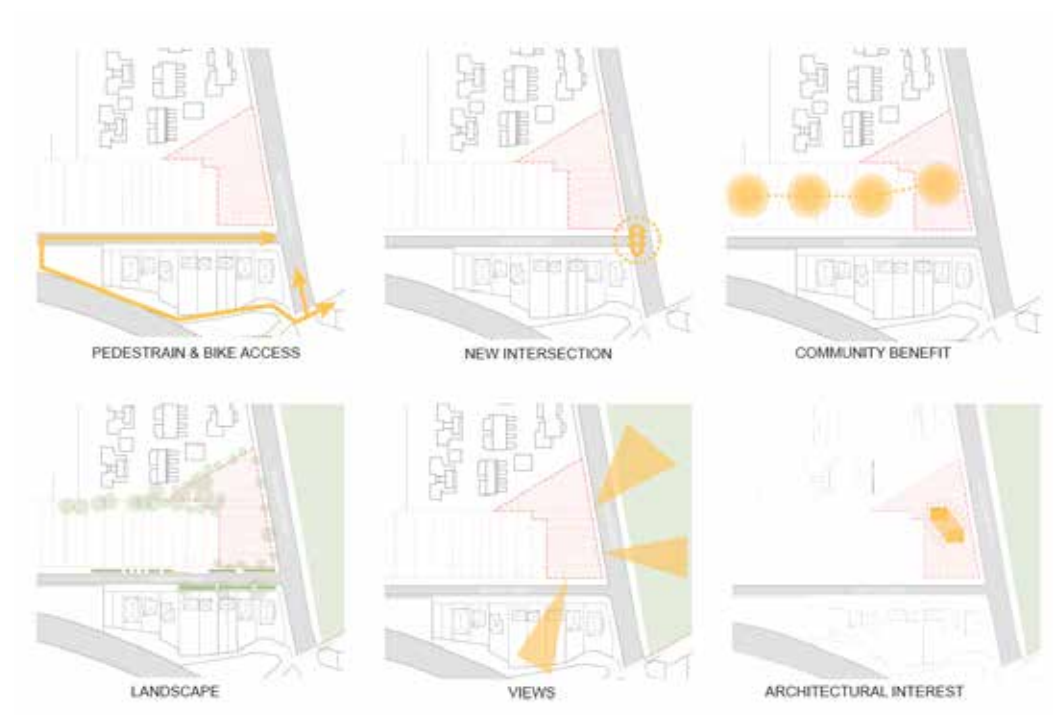 PEDESTRAIN & BIKE ACCESS
NEW INTERSECTION
COMMUNITY BENEFIT
LANDSCAPE
VIEWS
ARCHITECTURAL INTEREST